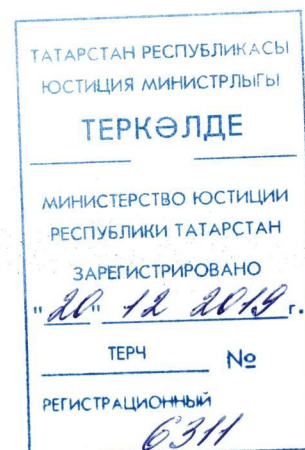 ТАТАРСТАН РЕСПУБЛИКАСЫ
ЮСТИЦИЯ МИНИСТРЛЫГЫ
ТЕРКӘЛДЕ
МИНИСТЕРСТВО ЮСТИЦИИ
РЕСПУБЛИКИ ТАТАРСТАН
ЗАРЕГИСТРИРОВАНО
"20" 12 2019 г.
ТЕРЧ №
РЕГИСТРАЦИОННЫЙ
6311